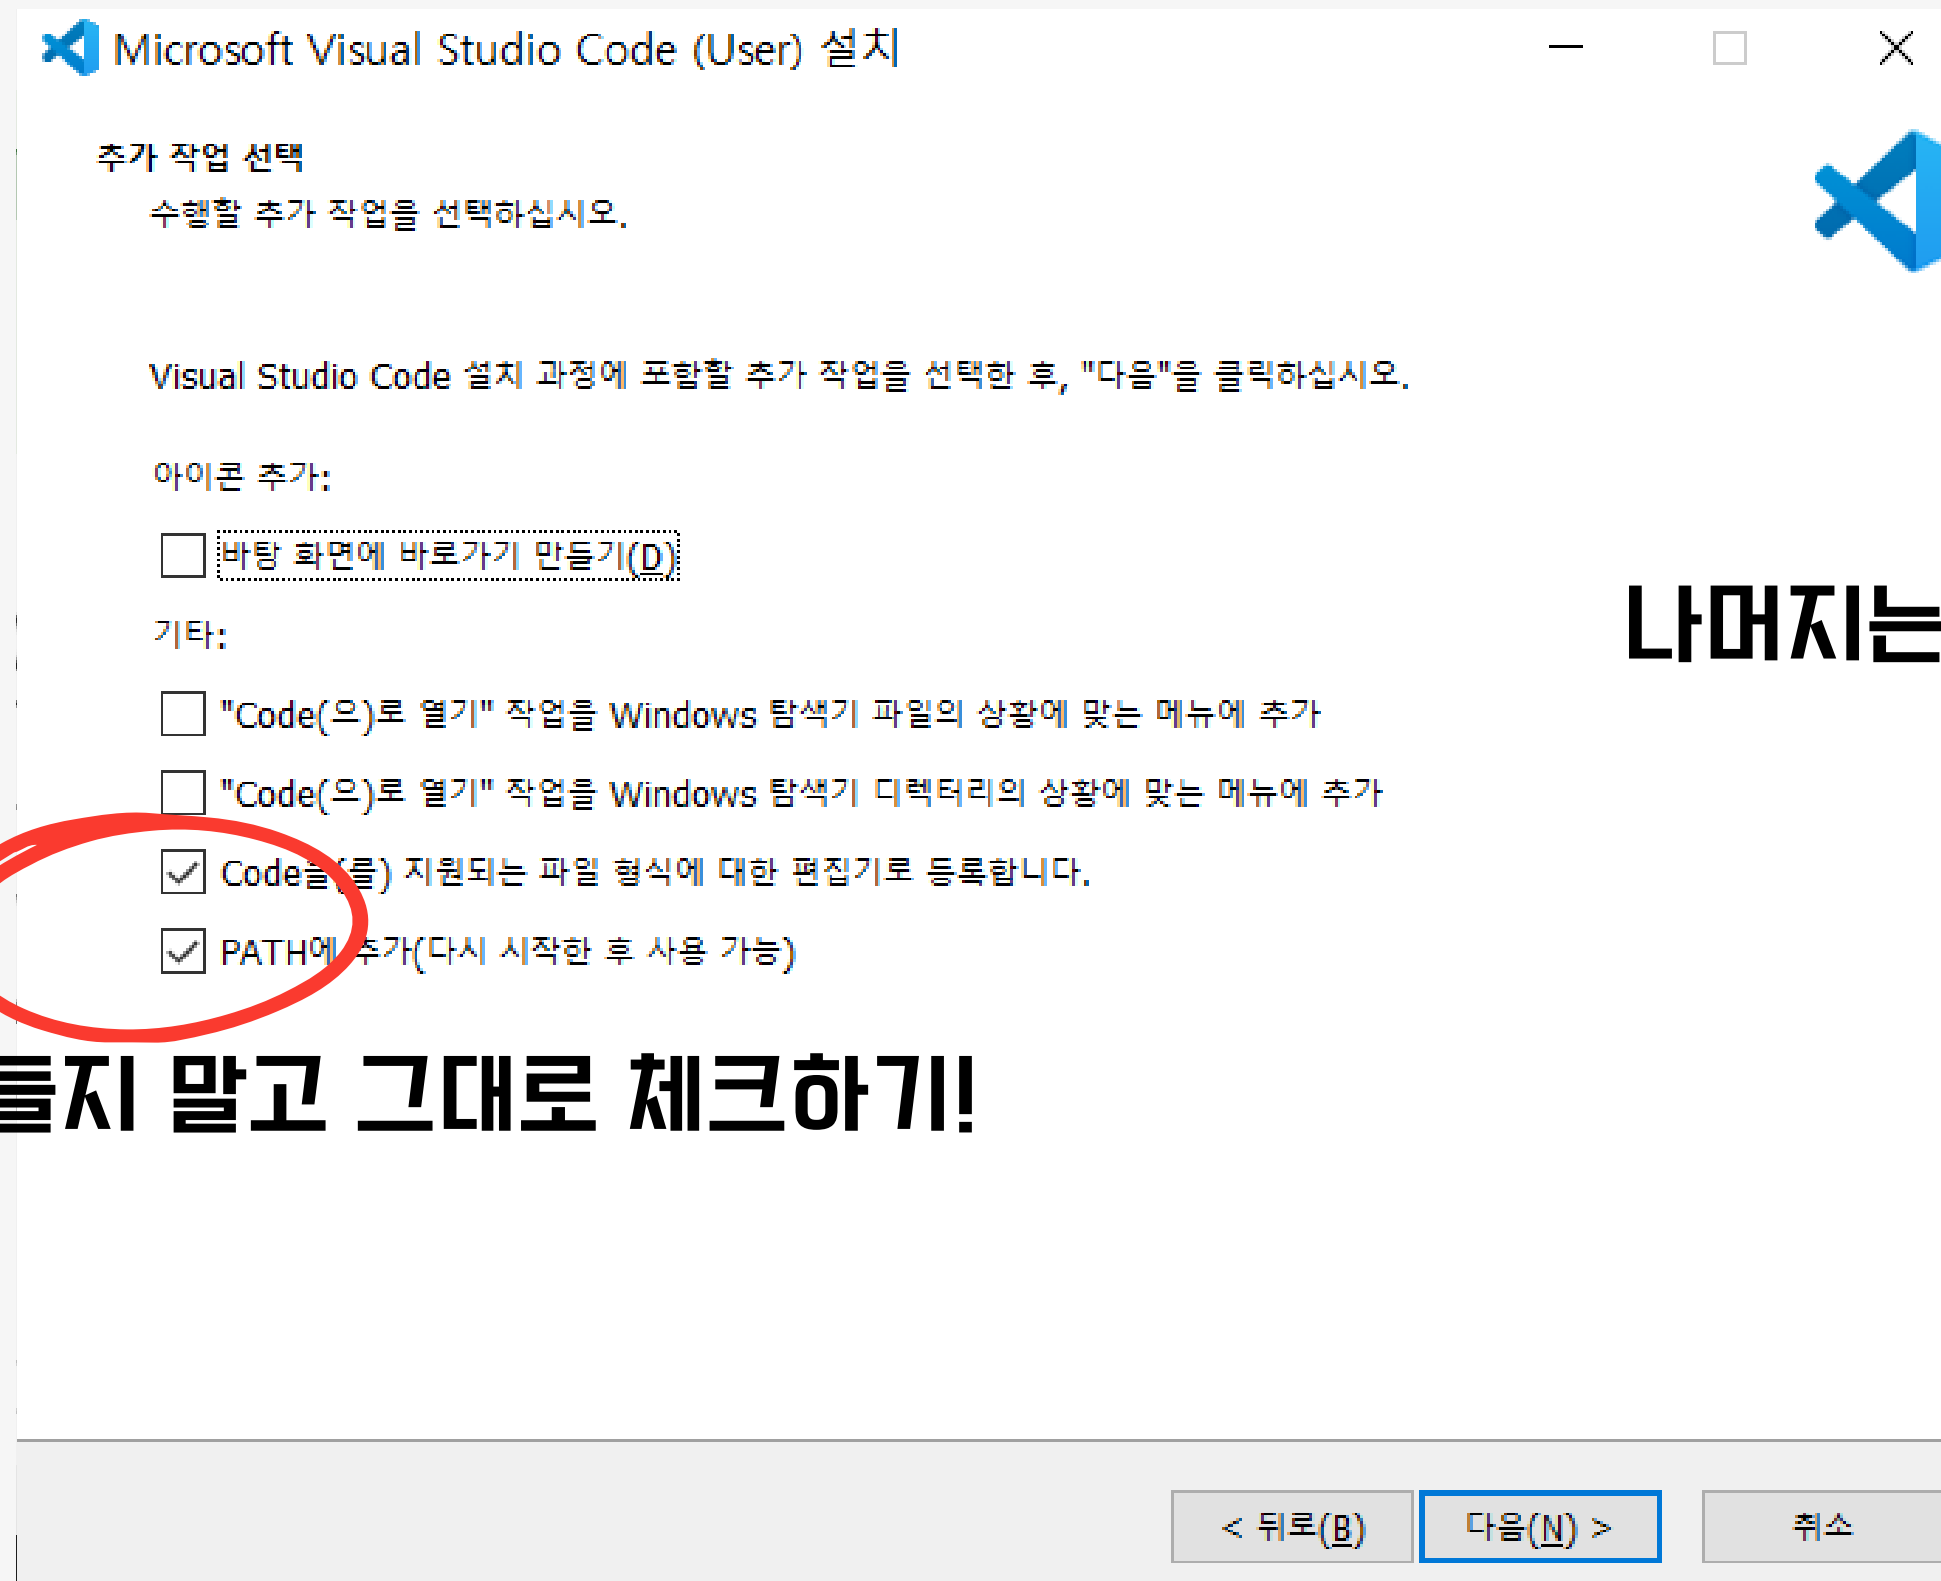 Microsoft Visual Studio Code (User) 설치
추가 작업 선택
수행할 추가 작업을 선택하십시오.
Visual Studio Code 설치 과정에 포함할 추가 작업을 선택한 후, "다음"을 클릭하십시오.
아이콘 추가:
바탕 화면에 바로가기 만들기(D)
기타:
나머지는
"Code(으)로 열기" 작업을 Windows 탐색기 파일의 상황에 맞는 메뉴에 추가
"Code(으)로 열기" 작업을 Windows 탐색기 디렉터리의 상황에 맞는 메뉴에 추가
Code을(를) 지원되는 파일 형식에 대한 편집기로 등록합니다.
PATH에 추가(다시 시작한 후 사용 가능)
들지 말고 그대로 체크하기!
< 뒤로(B)
다음(N) >
취소